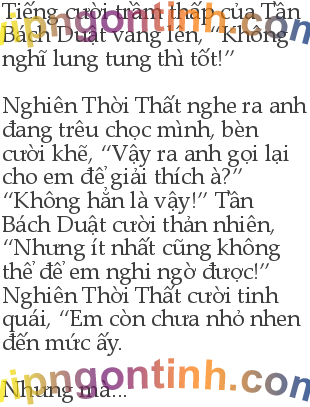 Tiếng cười trầm thấp của Tần
Bách Duật vang lên, “Không
nghĩ lung tung thì tốt!”
Nghiên Thời Thất nghe ra anh
đang trêu chọc mình, bèn
cười khẽ, “Vậy ra anh gọi lại
cho em để giải thích à?”
“Không hẳn là vậy!” Tần
Bách Duật cười thản nhiên,
“Nhưng ít nhất cũng không
thể để em nghi ngờ được!”
Nghiên Thời Thất cười tinh
quái, “Em còn chưa nhỏ nhen
đến mức ấy.
Nhưng mà...
vipngontinh.com